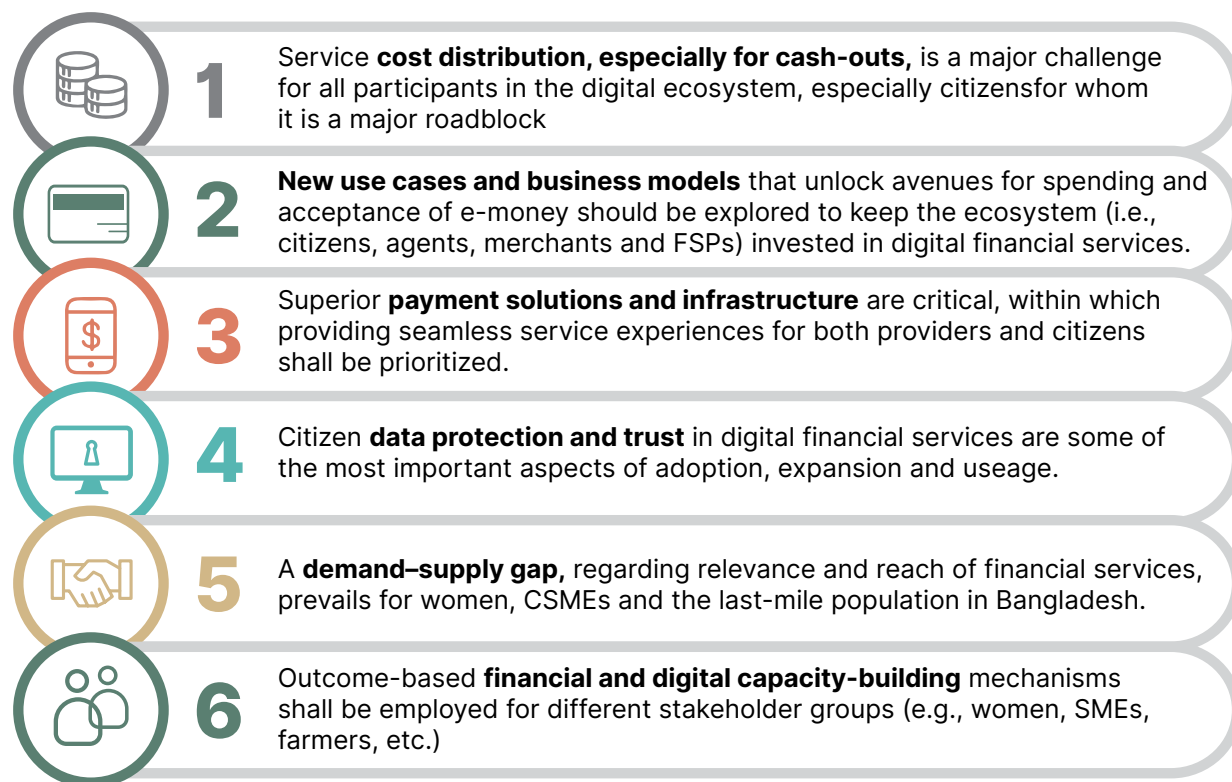 1
Service cost distribution, especially for cash-outs, is a major challenge
for all participants in the digital ecosystem, especially citizensfor whom
it is a major roadblock
2
New use cases and business models that unlock avenues for spending and
acceptance of e-money should be explored to keep the ecosystem (i.e.,
citizens, agents, merchants and FSPs) invested in digital financial services.
3
Superior payment solutions and infrastructure are critical, within which
providing seamless service experiences for both providers and citizens
shall be prioritized.
$
4
Citizen data protection and trust in digital financial services are some of
the most important aspects of adoption, expansion and useage.
5
A demand–supply gap, regarding relevance and reach of financial services,
prevails for women, CSMEs and the last-mile population in Bangladesh.
6
Outcome-based financial and digital capacity-building mechanisms
shall be employed for different stakeholder groups (e.g., women, SMEs,
farmers, etc.)